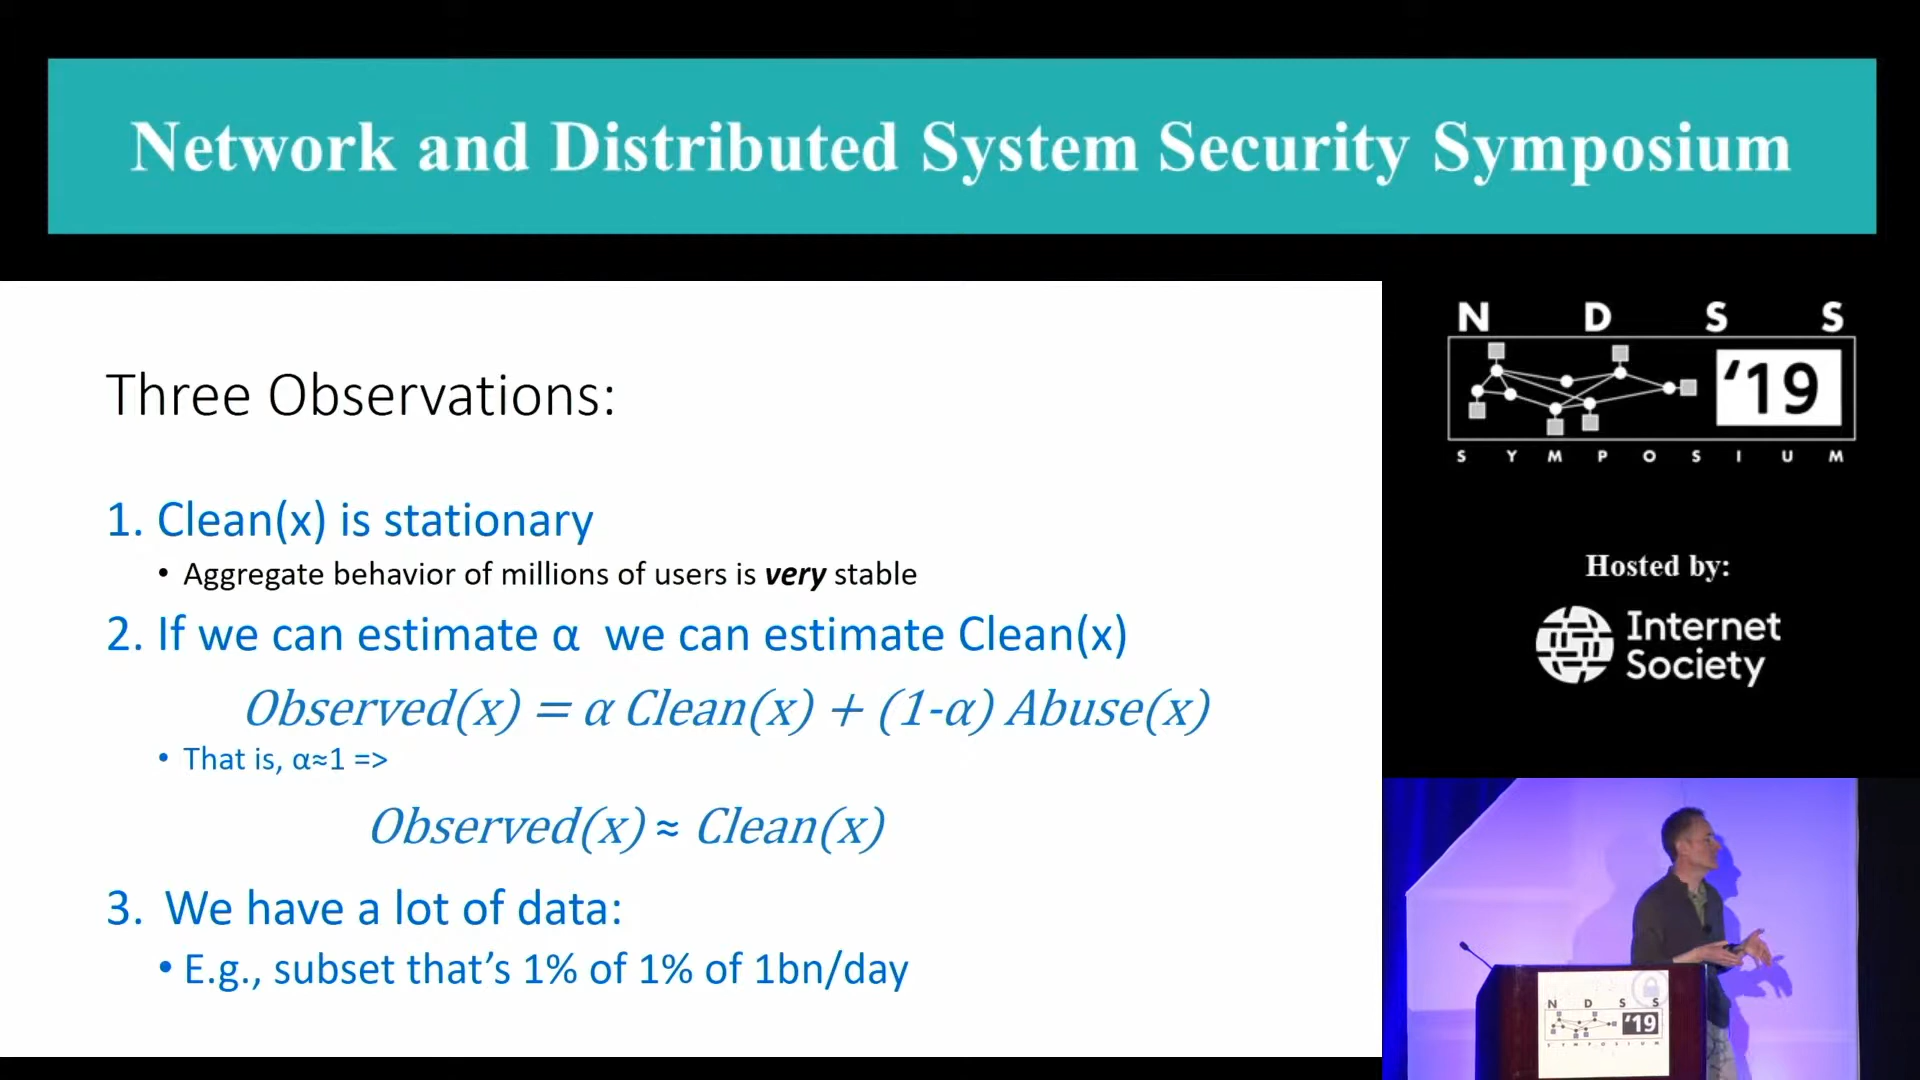 Network and Distributed System Security Symposium
N D S S
'19
S Y M P O S I U M
Three Observations:
1. Clean(x) is stationary
• Aggregate behavior of millions of users is very stable
2. If we can estimate α we can estimate Clean(x)
Observed(x) = α Clean(x) + (1-α) Abuse(x)
• That is, α≈1 =>
Observed(x) ≈ Clean(x)
3. We have a lot of data:
• E.g., subset that's 1% of 1% of 1bn/day
Hosted by:
Internet
Society
N D S S
'19
S Y M P O S I U M